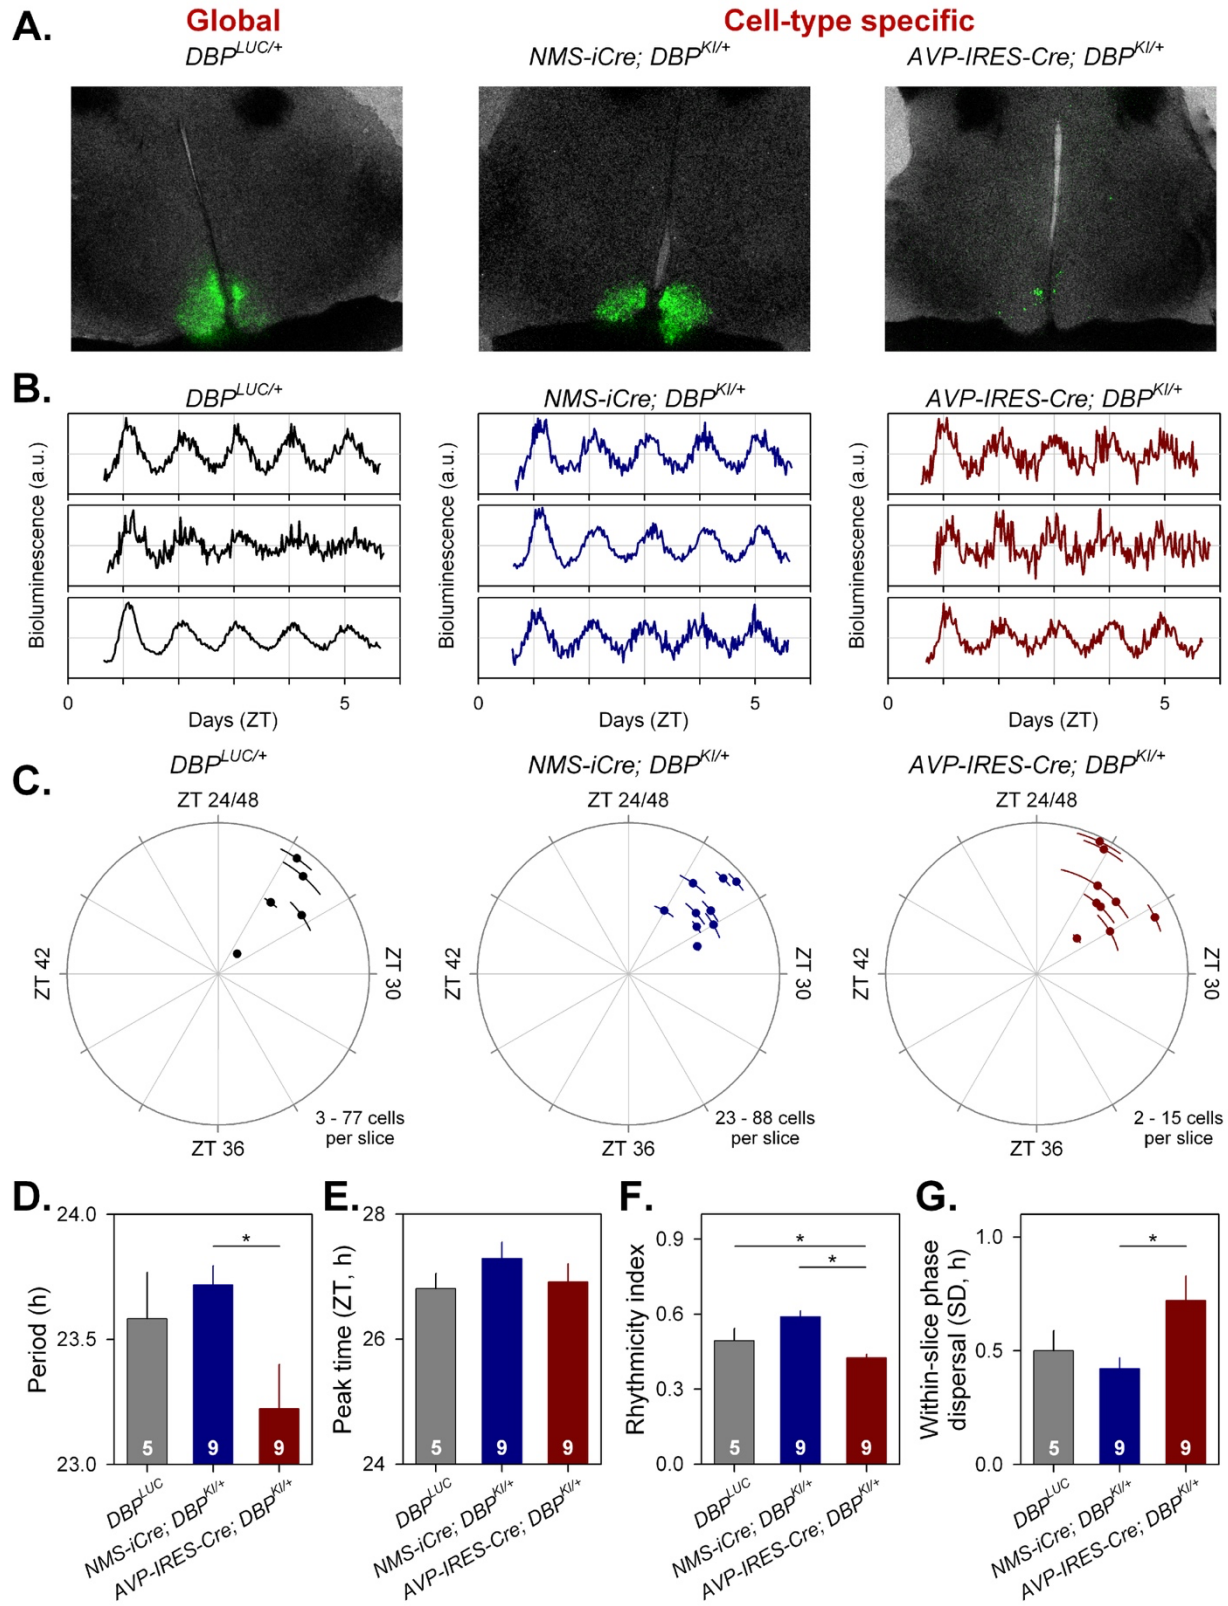 A.
Global
Cell-type specific
DBP^LUC/+
NMS-iCre; DBP^KI/+
AVP-IRES-Cre; DBP^KI/+
B.
DBP^LUC/+
NMS-iCre; DBP^KI/+
AVP-IRES-Cre; DBP^KI/+
Bioluminescence (a.u.)
Bioluminescence (a.u.)
Bioluminescence (a.u.)
0
5
0
5
0
5
Days (ZT)
Days (ZT)
Days (ZT)
C.
DBP^LUC/+
NMS-iCre; DBP^KI/+
AVP-IRES-Cre; DBP^KI/+
ZT 24/48
ZT 24/48
ZT 24/48
ZT 42
ZT 30
ZT 42
ZT 30
ZT 42
ZT 30
3 - 77 cells
per slice
23 - 88 cells
per slice
2 - 15 cells
per slice
ZT 36
ZT 36
ZT 36
D.
Period (h)
24.0
23.5
23.0
*
5
9
9
DBP^LUC
NMS-iCre; DBP^KI/+
AVP-IRES-Cre; DBP^KI/+
E.
Peak time (ZT, h)
28
26
24
5
9
9
DBP^LUC
NMS-iCre; DBP^KI/+
AVP-IRES-Cre; DBP^KI/+
F.
Rhythmicity index
0.9
0.6
0.3
0.0
*
*
5
9
9
DBP^LUC
NMS-iCre; DBP^KI/+
AVP-IRES-Cre; DBP^KI/+
G.
Within-slice phase
dispersal (SD, h)
1.0
0.5
0.0
*
5
9
9
DBP^LUC
NMS-iCre; DBP^KI/+
AVP-IRES-Cre; DBP^KI/+